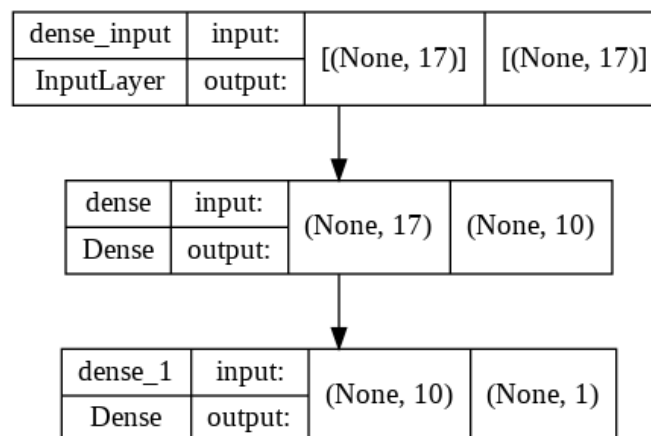 dense_input input: [(None, 17)] [(None, 17)]
InputLayer output:
dense input: (None, 17) (None, 10)
Dense output:
dense_1 input: (None, 10) (None, 1)
Dense output: